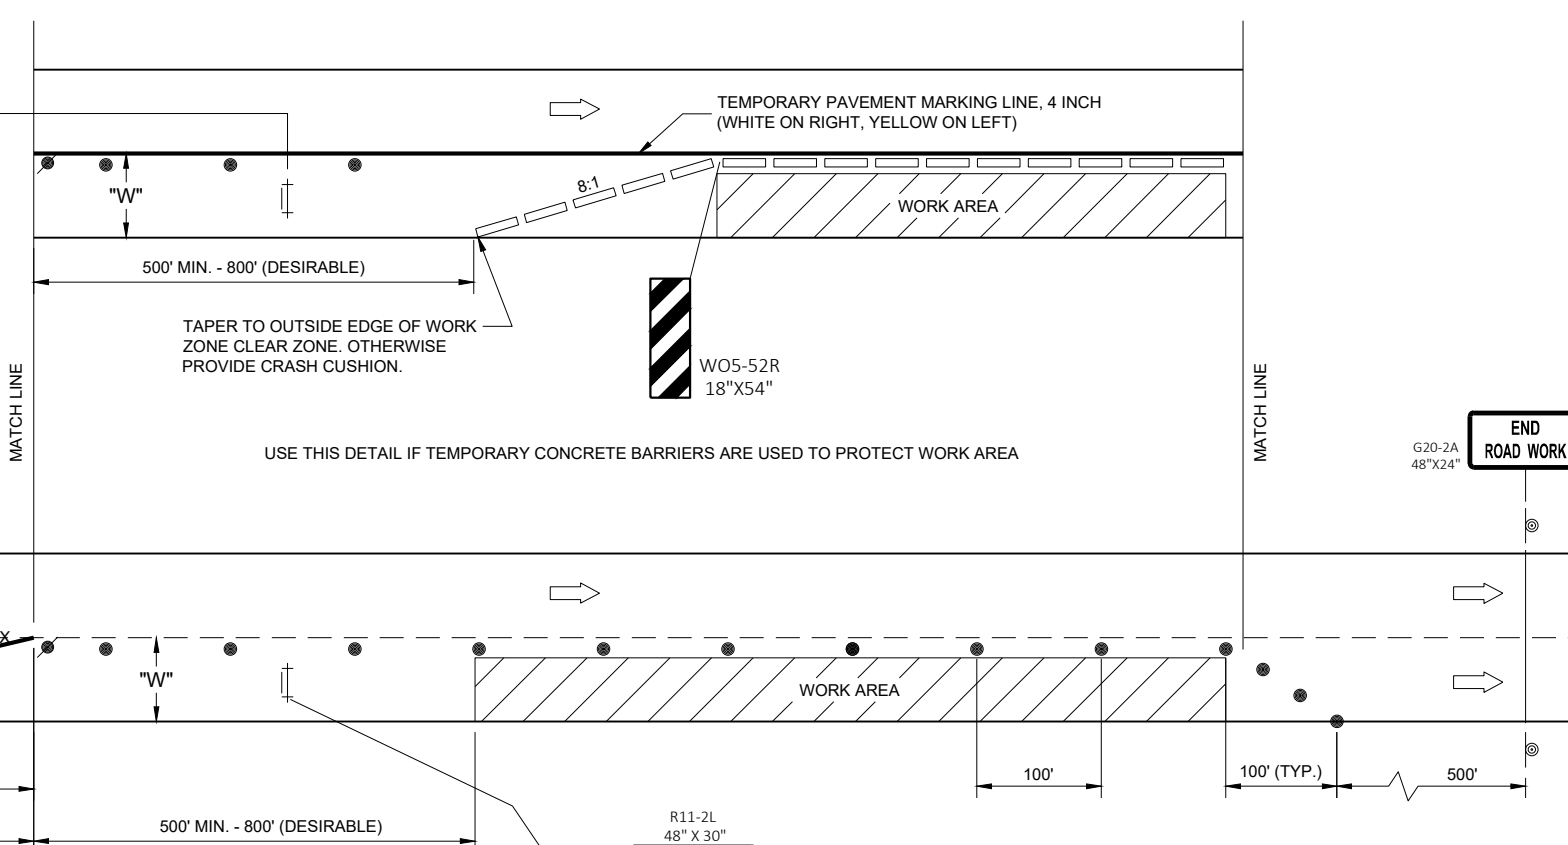 TEMPORARY PAVEMENT MARKING LINE, 4 INCH
(WHITE ON RIGHT, YELLOW ON LEFT)
"W"
8:1
WORK AREA
500' MIN. - 800' (DESIRABLE)
TAPER TO OUTSIDE EDGE OF WORK
ZONE CLEAR ZONE. OTHERWISE
PROVIDE CRASH CUSHION.
WO5-52R
18"X54"
MATCH LINE
MATCH LINE
USE THIS DETAIL IF TEMPORARY CONCRETE BARRIERS ARE USED TO PROTECT WORK AREA
G20-2A
48"X24"
END
ROAD WORK
X
"W"
WORK AREA
100'
100' (TYP.)
500'
500' MIN. - 800' (DESIRABLE)
R11-2L
48" X 30"